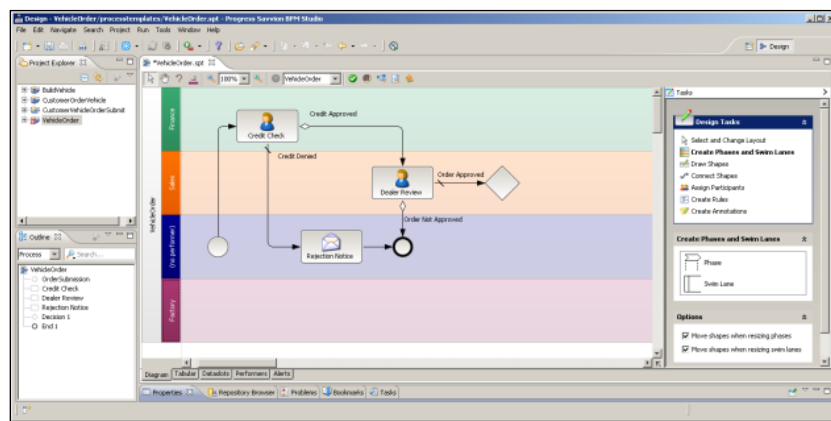 Design - VehicleOrder/processtemplates/VehicleOrder.spt - Progress Savvion BPM Studio
File Edit Navigate Search Project Run Tools Window Help
Design
Project Explorer
BuildVehicle
CustomerOrderVehicle
CustomerVehicleOrderSubmit
VehicleOrder
Outline
Process
Search...
VehicleOrder
OrderSubmission
Credit Check
Dealer Review
Rejection Notice
Decision 1
End 1
*VehicleOrder.spt
100%
VehicleOrder
VehicleOrder
Finance
Credit Check
Credit Approved
Credit Denied
Sales
Dealer Review
Order Approved
Order Not Approved
(no performer)
Rejection Notice
Factory
Diagram Tabular Dataslots Performers Alerts
Properties Repository Browser Problems Bookmarks Tasks
Tasks
Design Tasks
Select and Change Layout
Create Phases and Swim Lanes
Draw Shapes
Connect Shapes
Assign Participants
Create Rules
Create Annotations
Create Phases and Swim Lanes
Phase
Swim Lane
Options
Move shapes when resizing phases
Move shapes when resizing swim lanes